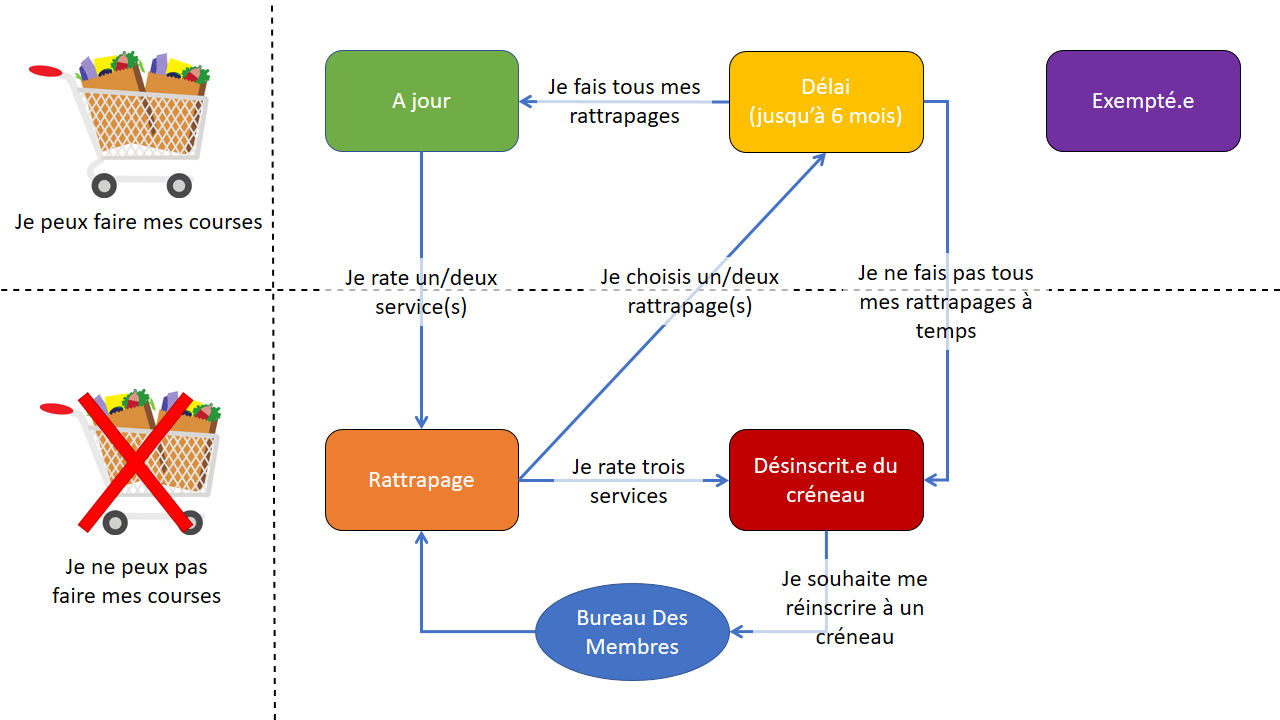 A jour
Je fais tous mes
rattrapages
Délai
(jusqu’à 6 mois)
Exempté.e
Je peux faire mes courses
Je rate un/deux
service(s)
Je choisis un/deux
rattrapage(s)
Je ne fais pas tous
mes rattrapages à
temps
Rattrapage
Je rate trois
services
Désinscrit.e du
créneau
Je ne peux pas
faire mes courses
Bureau Des
Membres
Je souhaite me
réinscrire à un
créneau